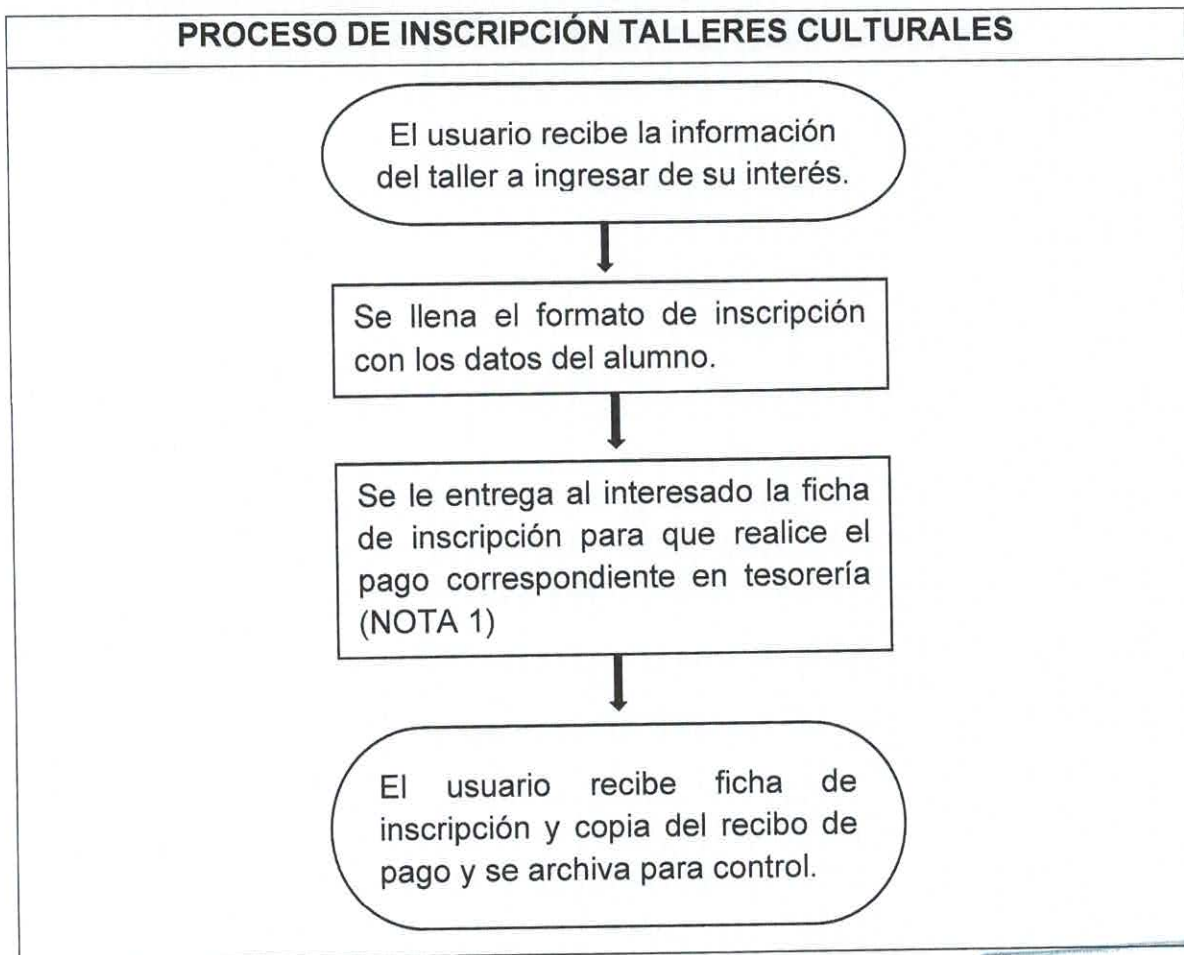 PROCESO DE INSCRIPCIÓN TALLERES CULTURALES
El usuario recibe la información
del taller a ingresar de su interés.
Se llena el formato de inscripción
con los datos del alumno.
Se le entrega al interesado la ficha
de inscripción para que realice el
pago correspondiente en tesorería
(NOTA 1)
El usuario recibe ficha de
inscripción y copia del recibo de
pago y se archiva para control.